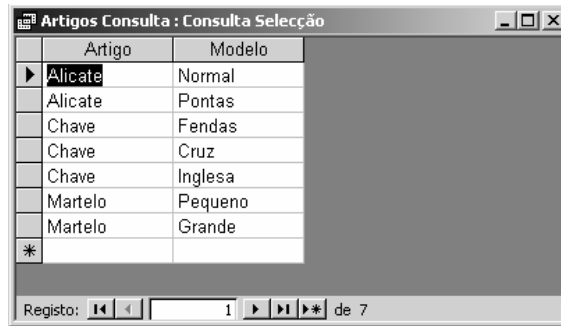 Artigos Consulta : Consulta Selecção
Artigo Modelo
Alicate Normal
Alicate Pontas
Chave Fendas
Chave Cruz
Chave Inglesa
Martelo Pequeno
Martelo Grande
Registo: 1 de 7